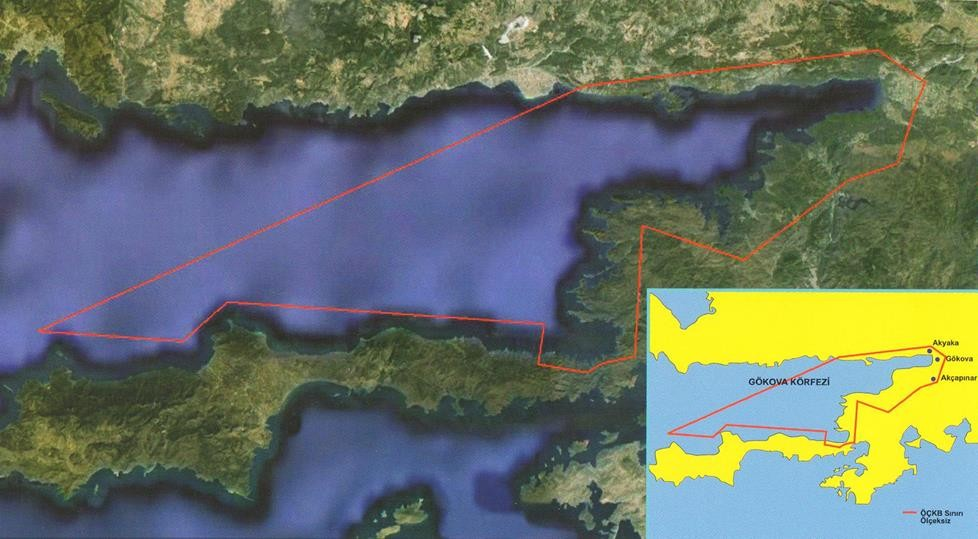 Akyaka
Gökova
GÖKOVA KÖRFEZİ
Akçapınar
ÖÇKB Sınırı
Ölçeksiz